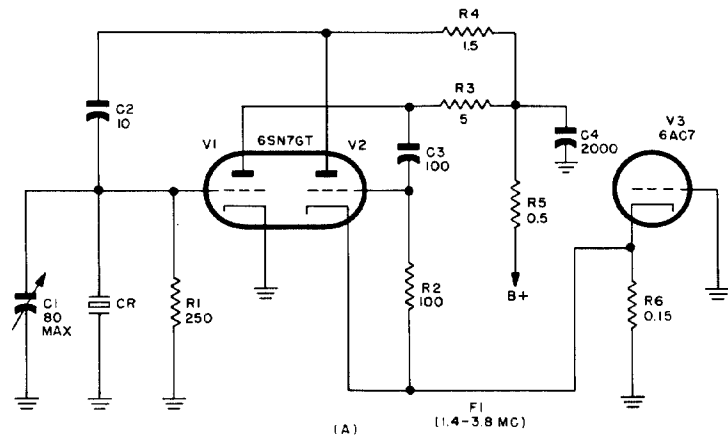 R4
1.5
R3
5
C2
10
V1
6SN7GT
V2
C3
100
C4
2000
V3
6AC7
R5
0.5
C1
80
MAX
CR
R1
250
R2
100
B+
R6
0.15
F1
(1.4-3.8 MC)
(A)